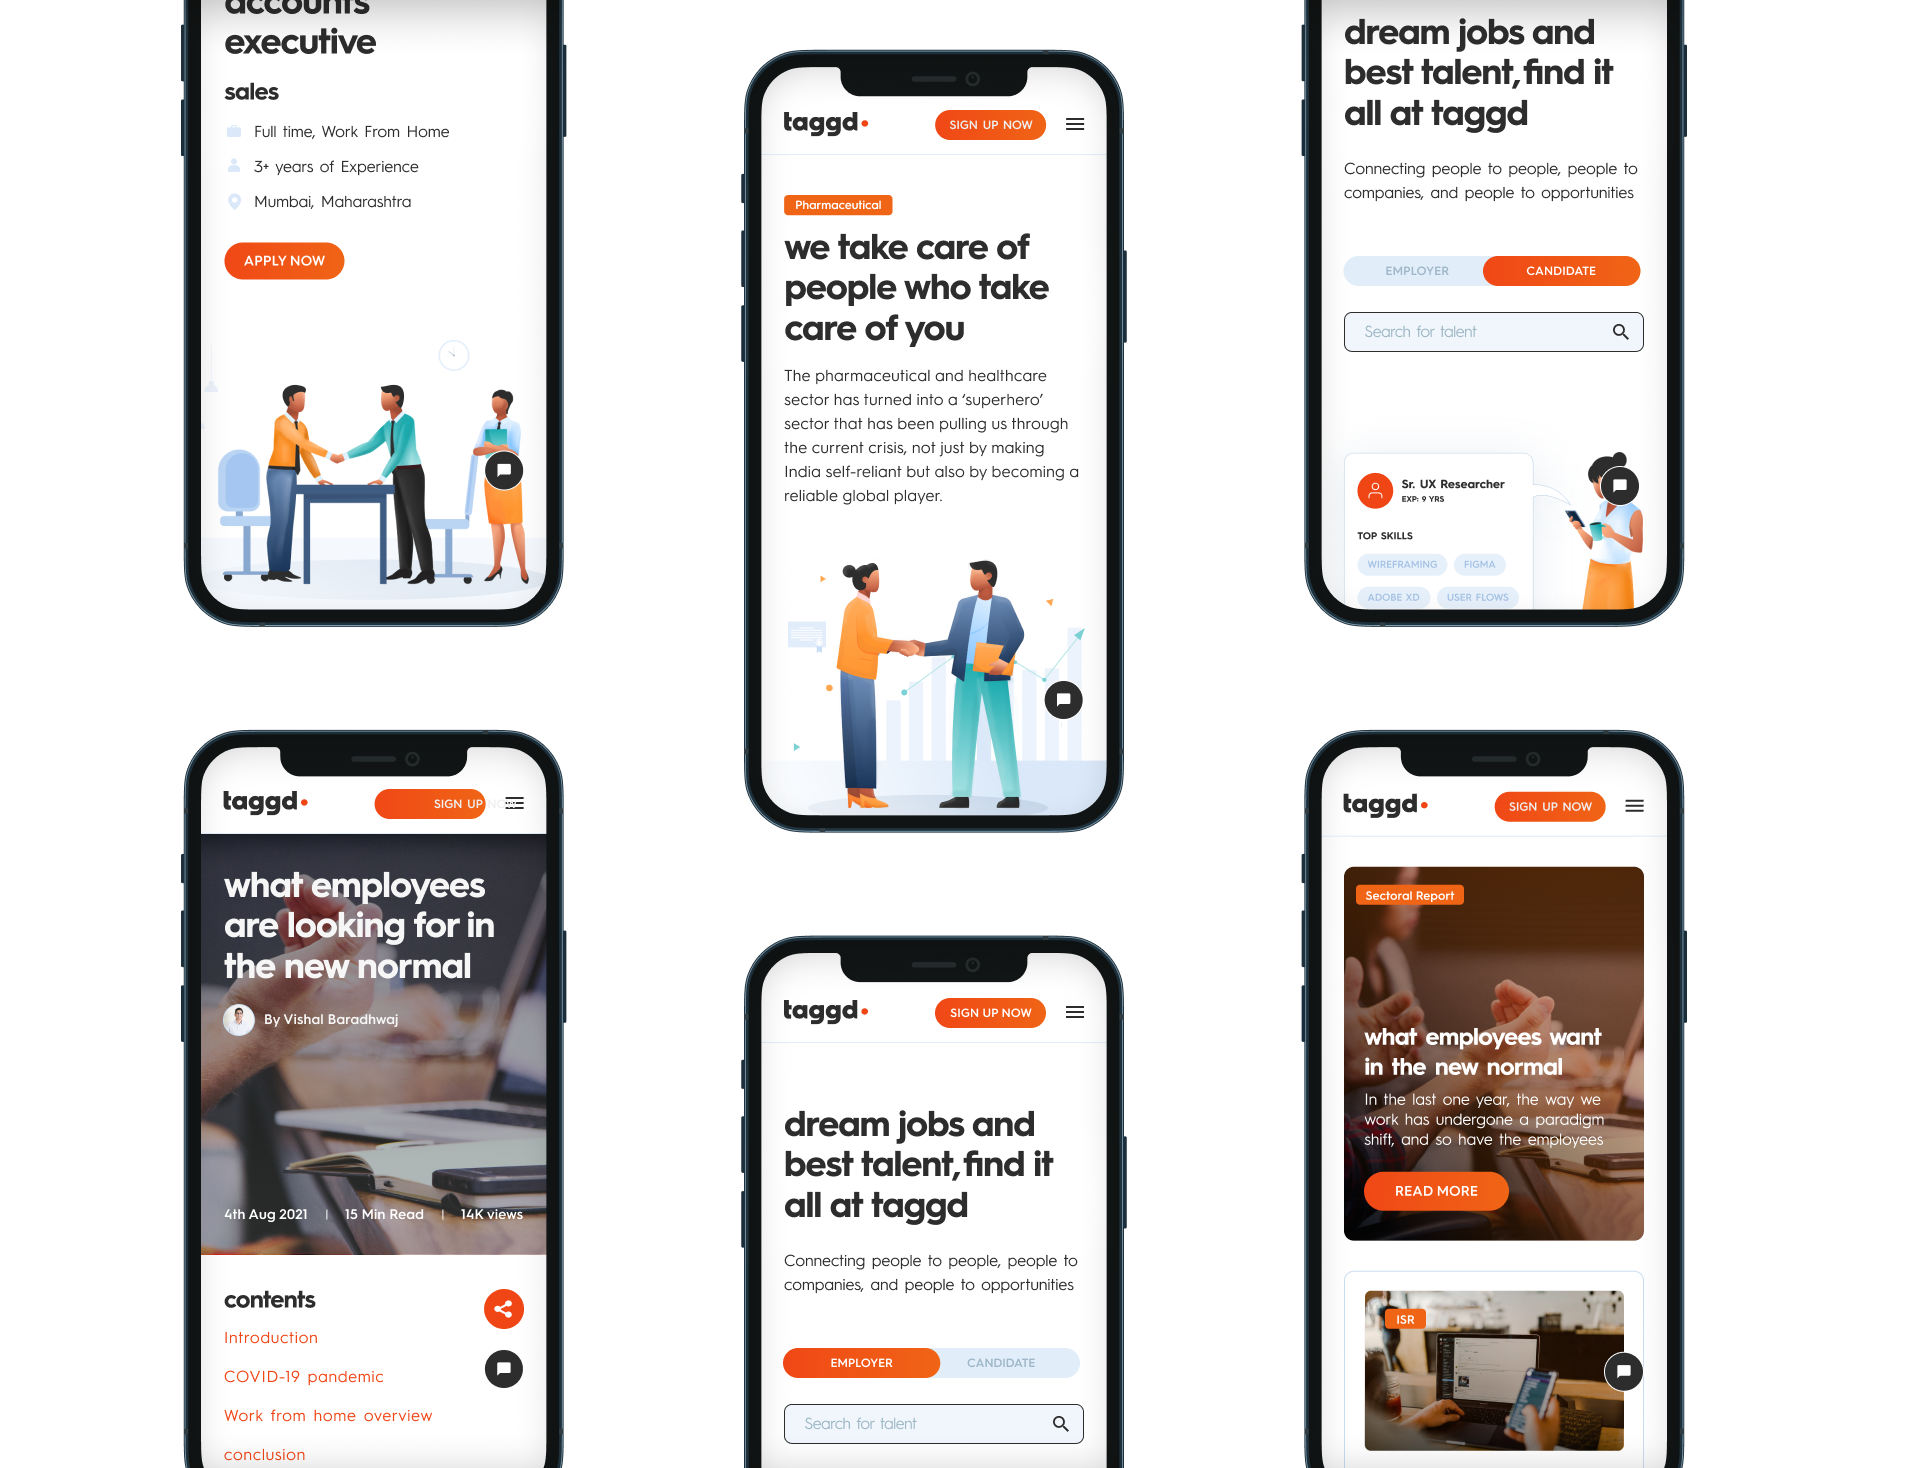 accounts
executive
sales
Full time, Work From Home
3+ years of Experience
Mumbai, Maharashtra
APPLY NOW
taggd
SIGN UP NOW
what employees
are looking for in
the new normal
By Vishal Baradhwaj
4th Aug 2021 | 15 Min Read | 14K views
contents
Introduction
COVID-19 pandemic
Work from home overview
conclusion
taggd
SIGN UP NOW
Pharmaceutical
we take care of
people who take
care of you
The pharmaceutical and healthcare
sector has turned into a ‘superhero’
sector that has been pulling us through
the current crisis, not just by making
India self-reliant but also by becoming a
reliable global player.
taggd
SIGN UP NOW
dream jobs and
best talent, find it
all at taggd
Connecting people to people, people to
companies, and people to opportunities
EMPLOYER
CANDIDATE
Search for talent
dream jobs and
best talent, find it
all at taggd
Connecting people to people, people to
companies, and people to opportunities
EMPLOYER
CANDIDATE
Search for talent
Sr. UX Researcher
EXP: 9 YRS
TOP SKILLS
WIREFRAMING
FIGMA
ADOBE XD
USER FLOWS
taggd
SIGN UP NOW
Sectoral Report
what employees want
in the new normal
In the last one year, the way we
work has undergone a paradigm
shift, and so have the employees
READ MORE
ISR